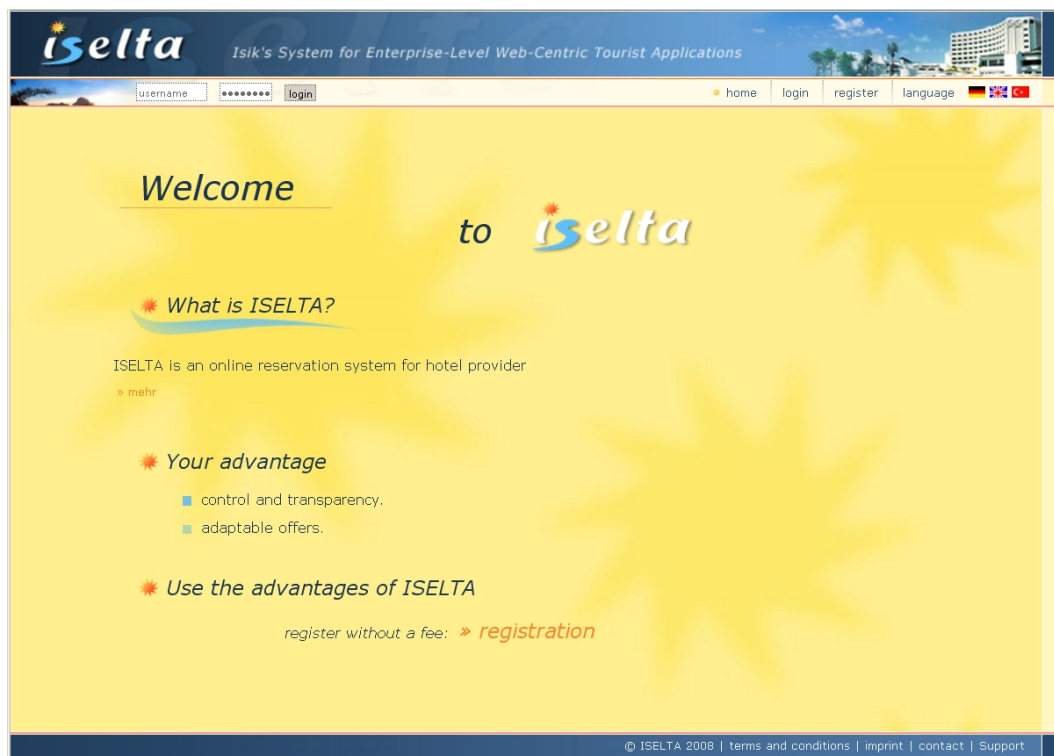 iselta
Isik's System for Enterprise-Level Web-Centric Tourist Applications
username ●●●●●●●● login
home | login | register | language
Welcome
to iselta
What is ISELTA?
ISELTA is an online reservation system for hotel provider
» mehr
Your advantage
control and transparency.
adaptable offers.
Use the advantages of ISELTA
register without a fee: » registration
© ISELTA 2008 | terms and conditions | imprint | contact | Support